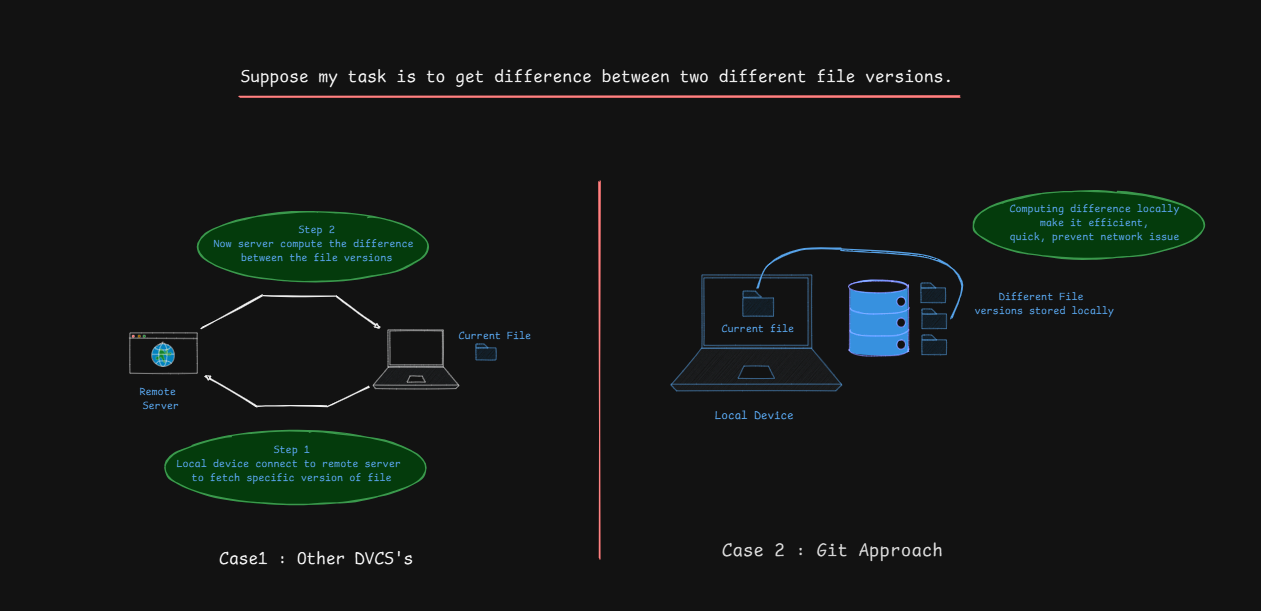 Suppose my task is to get difference between two different file versions.
Step 2
Now server compute the difference
between the file versions
Current File
Remote
Server
Step 1
Local device connect to remote server
to fetch specific version of file
Case1 : Other DVCS's
Computing difference locally
make it efficient,
quick, prevent network issue
Different File
versions stored locally
Current file
Local Device
Case 2 : Git Approach